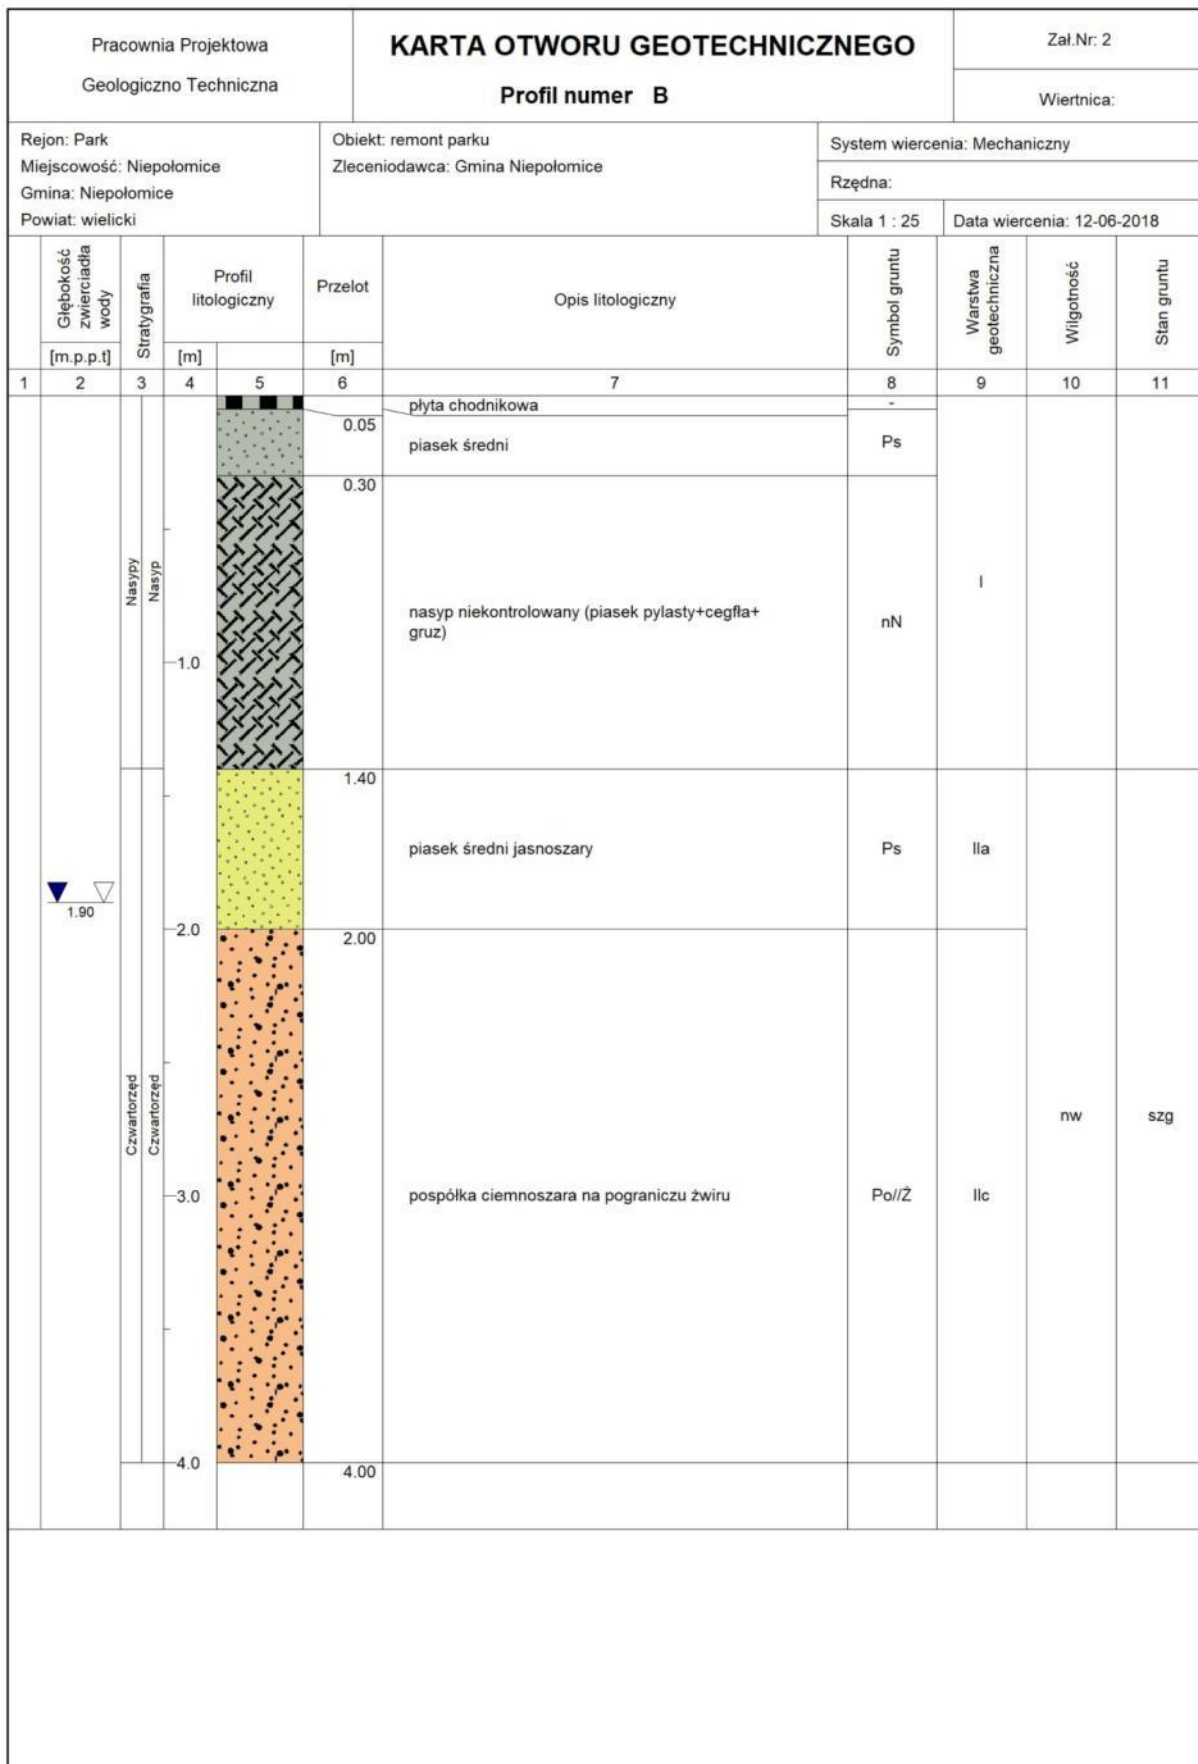 Pracownia Projektowa
Geologiczno Techniczna
KARTA OTWORU GEOTECHNICZNEGO
Profil numer B
Zał.Nr: 2
Wiertnica:
Rejon: Park
Miejscowość: Niepołomice
Gmina: Niepołomice
Powiat: wielicki
Obiekt: remont parku
Zleceniodawca: Gmina Niepołomice
System wiercenia: Mechaniczny
Rzędna:
Skala 1 : 25
Data wiercenia: 12-06-2018
Głębokość
zwierciadła
wody
[m.p.p.t]
Stratygrafia
Profil
litologiczny
[m]
Przelot
[m]
Opis litologiczny
Symbol gruntu
Warstwa
geotechniczna
Wilgotność
Stan gruntu
1 2 3 4 5 6 7 8 9 10 11
płyta chodnikowa -
0.05
piasek średni Ps
0.30
Nasypy
Nasyp
I
nasyp niekontrolowany (piasek pylasty+cegfła+
gruz)
nN
1.0
1.40
piasek średni jasnoszary Ps IIa
1.90
2.0
2.00
Czwartorzęd
Czwartorzęd
nw szg
3.0
pospółka ciemnoszara na pograniczu żwiru Po//Ż IIc
4.0
4.00